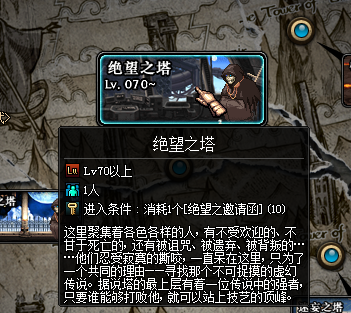 Tower of
绝望之塔
Lv. 070~
绝望之塔
Lv Lv70以上
1人
进入条件：消耗1个[绝望之邀请函] (10)
这里聚集着各色各样的人，有不受欢迎的、不
甘于死亡的，还有被诅咒、被遗弃、被背叛的…
…他们忍受寂寞的撕咬，一直呆在这里，只为了
一个共同的理由——寻找那个不可捉摸的虚幻
传说。据说塔的最上层有着一位传说中的强者，
只要谁能够打败他，就可以站上技艺的顶峰。
之塔